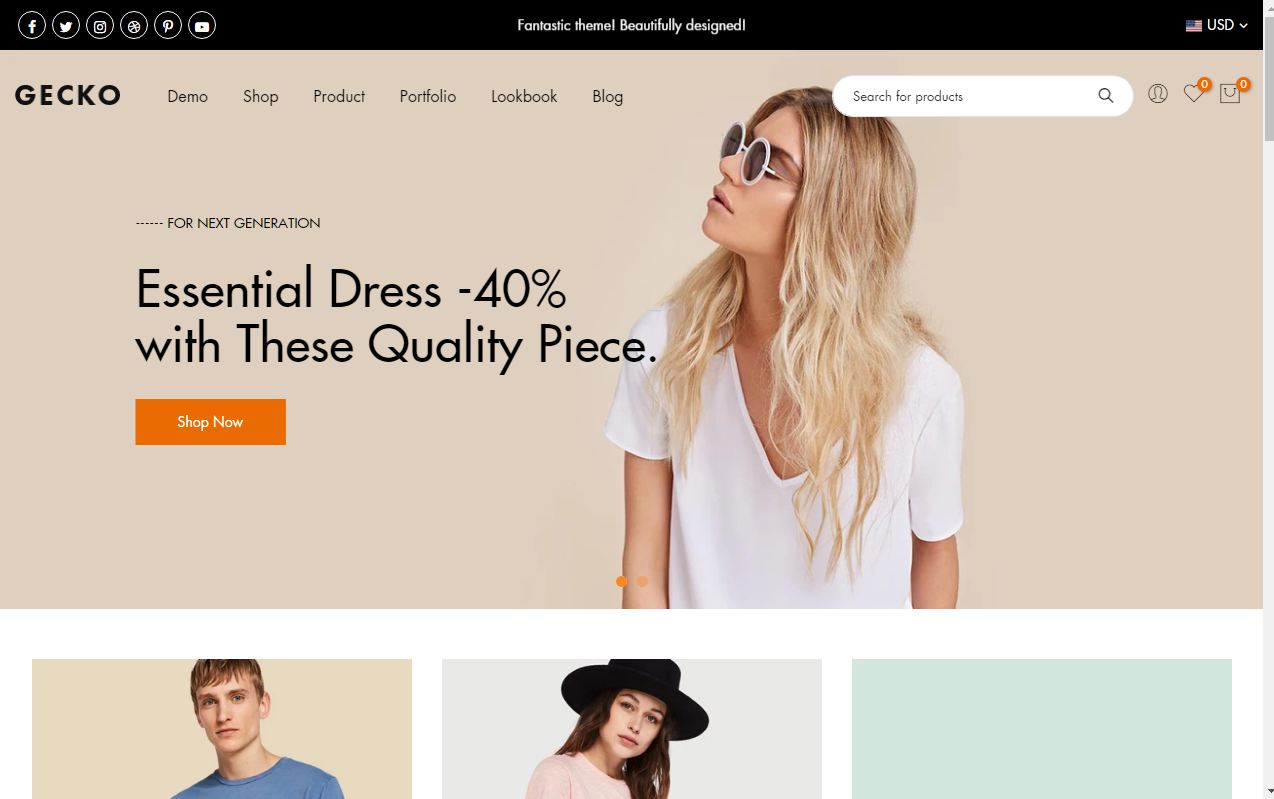 Fantastic theme! Beautifully designed!
USD
GECKO
Demo
Shop
Product
Portfolio
Lookbook
Blog
Search for products
0
0
------ FOR NEXT GENERATION
Essential Dress -40%
with These Quality Piece.
Shop Now